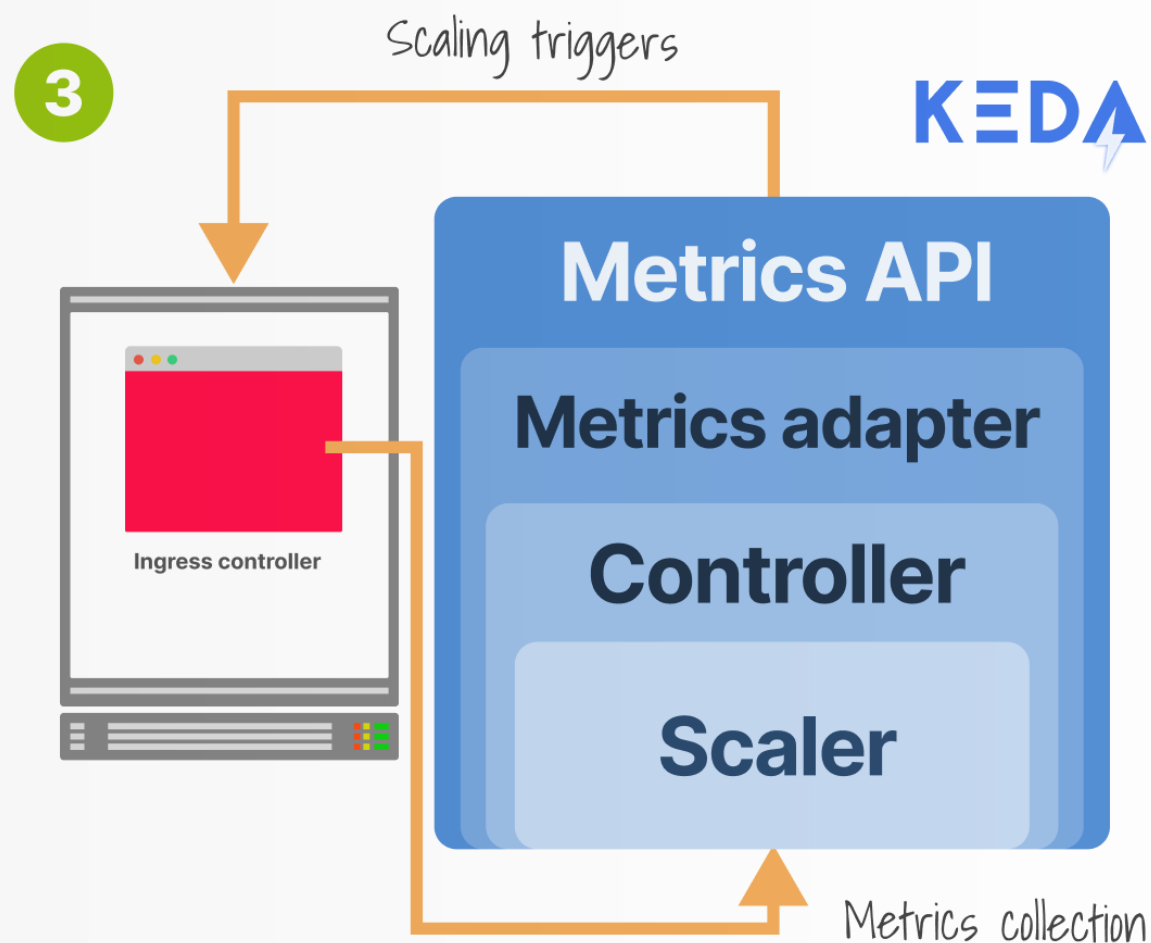 Scaling triggers
3
KEDA
Metrics API
Metrics adapter
Controller
Ingress controller
Scaler
Metrics collection